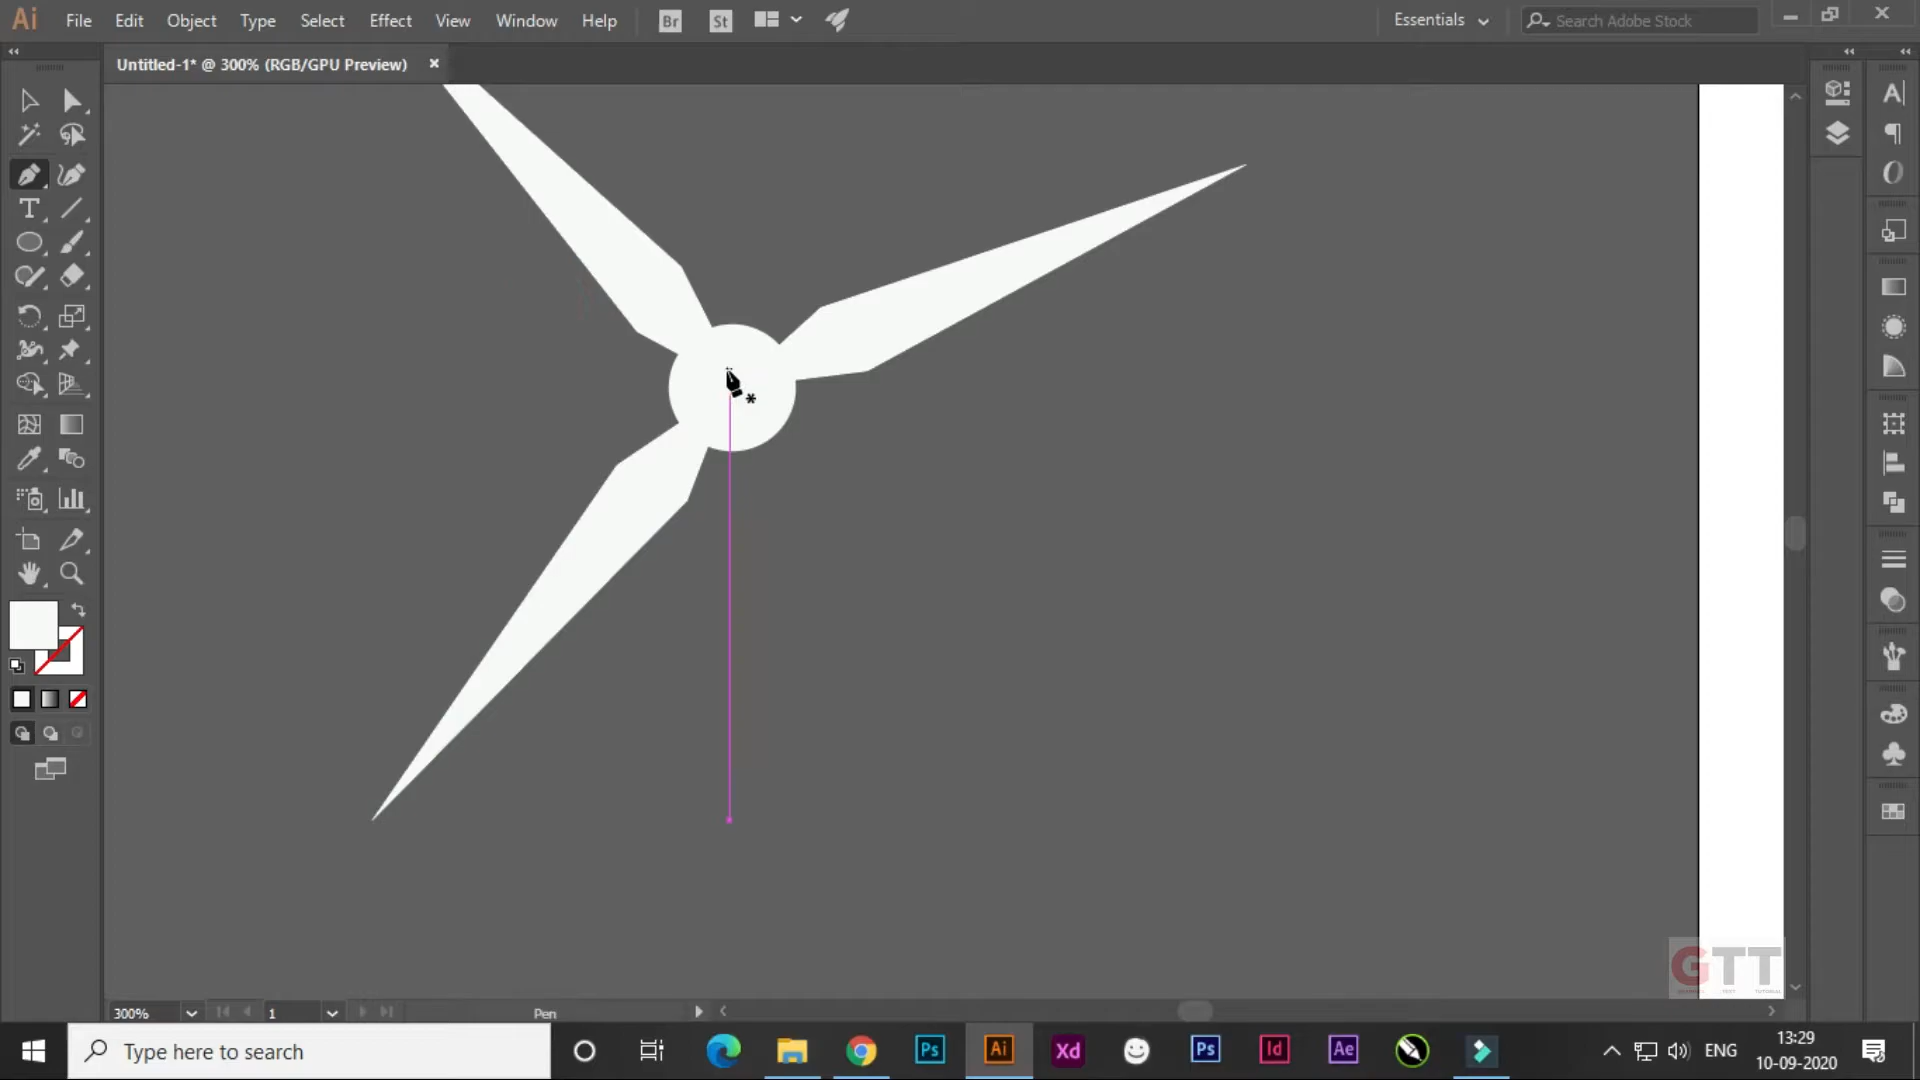 Ai File Edit Object Type Select Effect View Window Help Br St Essentials Search Adobe Stock
Untitled-1* @ 300% (RGB/GPU Preview)
GTT
300% 1 Pen
Type here to search Ps Ai Xd Ps Id Ae ENG 13:29
10-09-2020